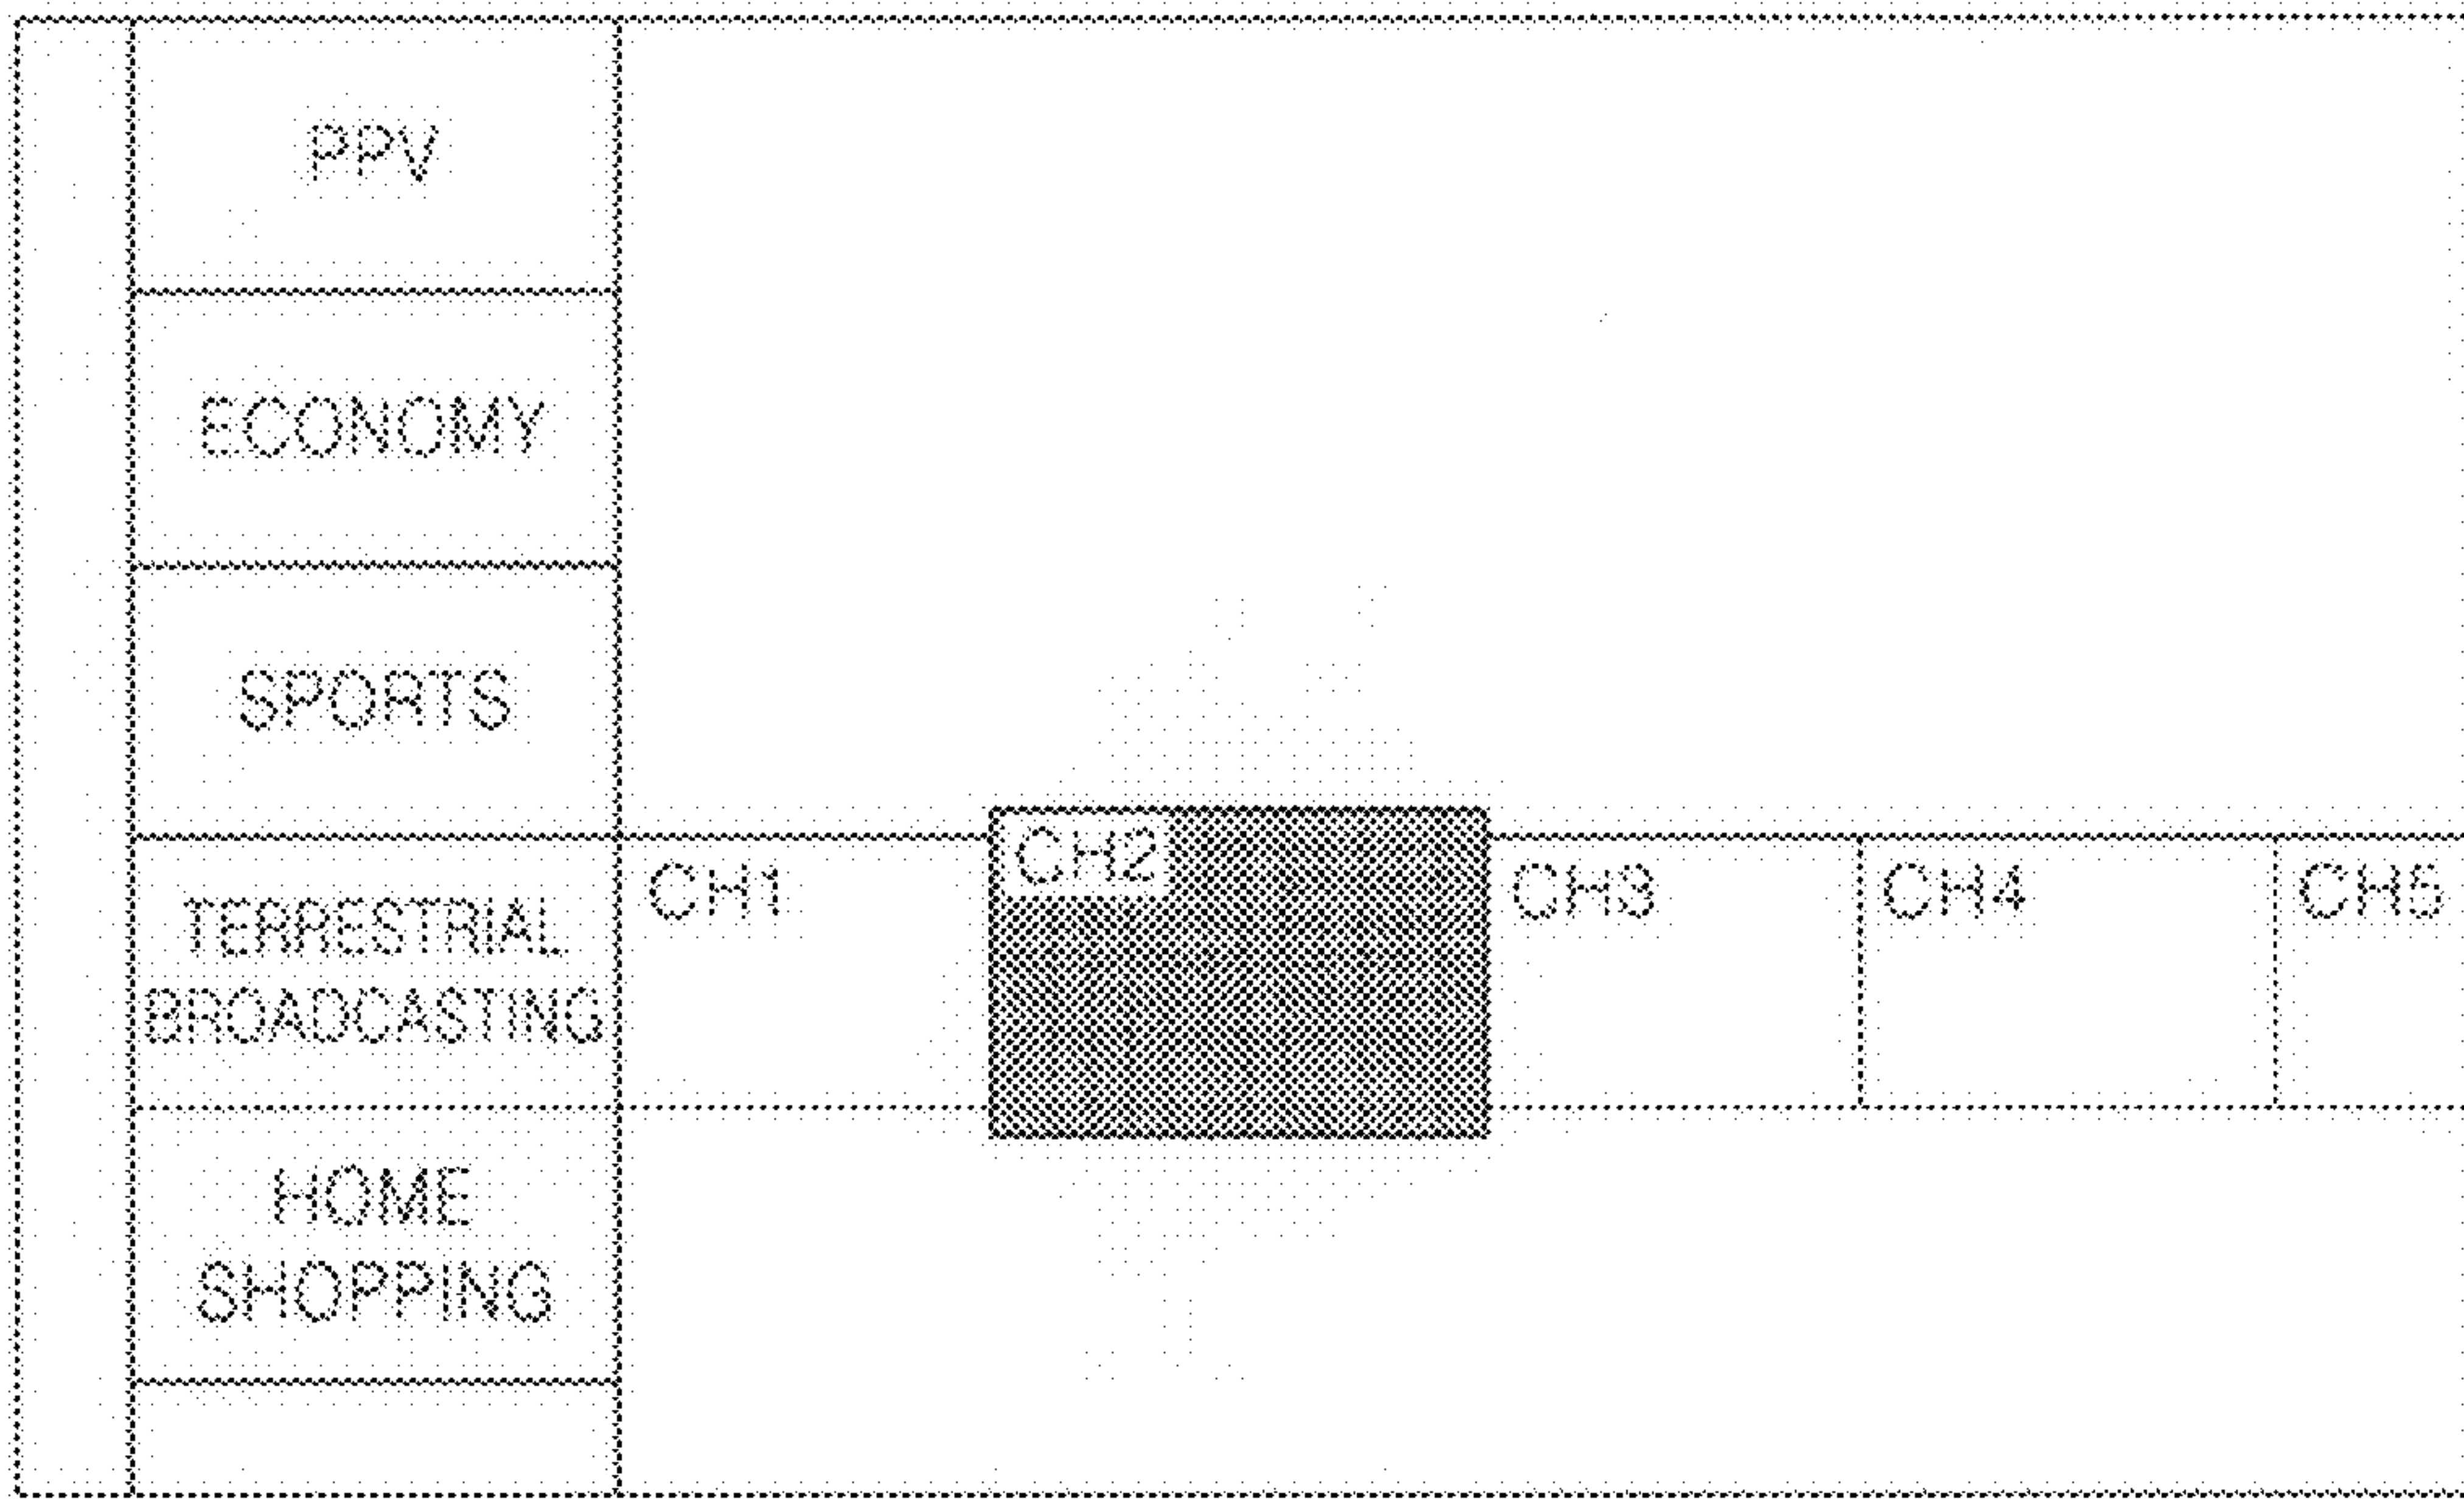 PPV
ECONOMY
SPORTS
TERRESTRIAL
BROADCASTING
CH1
CH2
CH3
CH4
CH5
HOME
SHOPPING